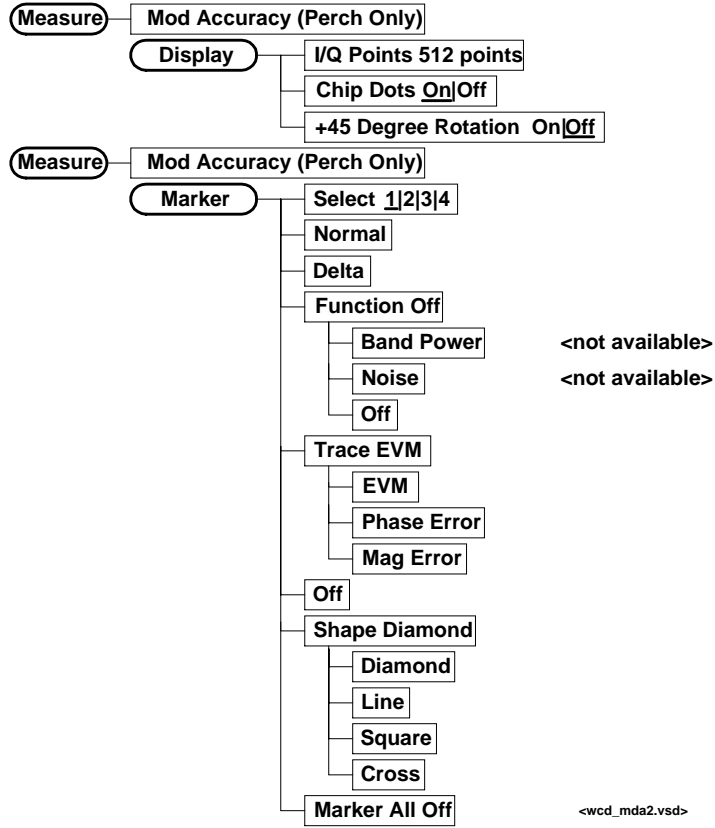 Measure Mod Accuracy (Perch Only)
Display I/Q Points 512 points
Chip Dots On|Off
+45 Degree Rotation On|Off
Measure Mod Accuracy (Perch Only)
Marker Select 1|2|3|4
Normal
Delta
Function Off
Band Power <not available>
Noise <not available>
Off
Trace EVM
EVM
Phase Error
Mag Error
Off
Shape Diamond
Diamond
Line
Square
Cross
Marker All Off <wcd_mda2.vsd>